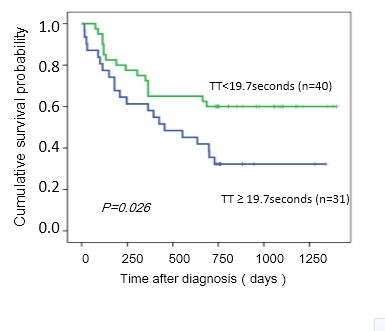 Cumulative survival probability
1.0
0.8
0.6
0.4
0.2
0.0
TT<19.7seconds (n=40)
TT ≥ 19.7seconds (n=31)
P=0.026
0 250 500 750 1000 1250
Time after diagnosis ( days )